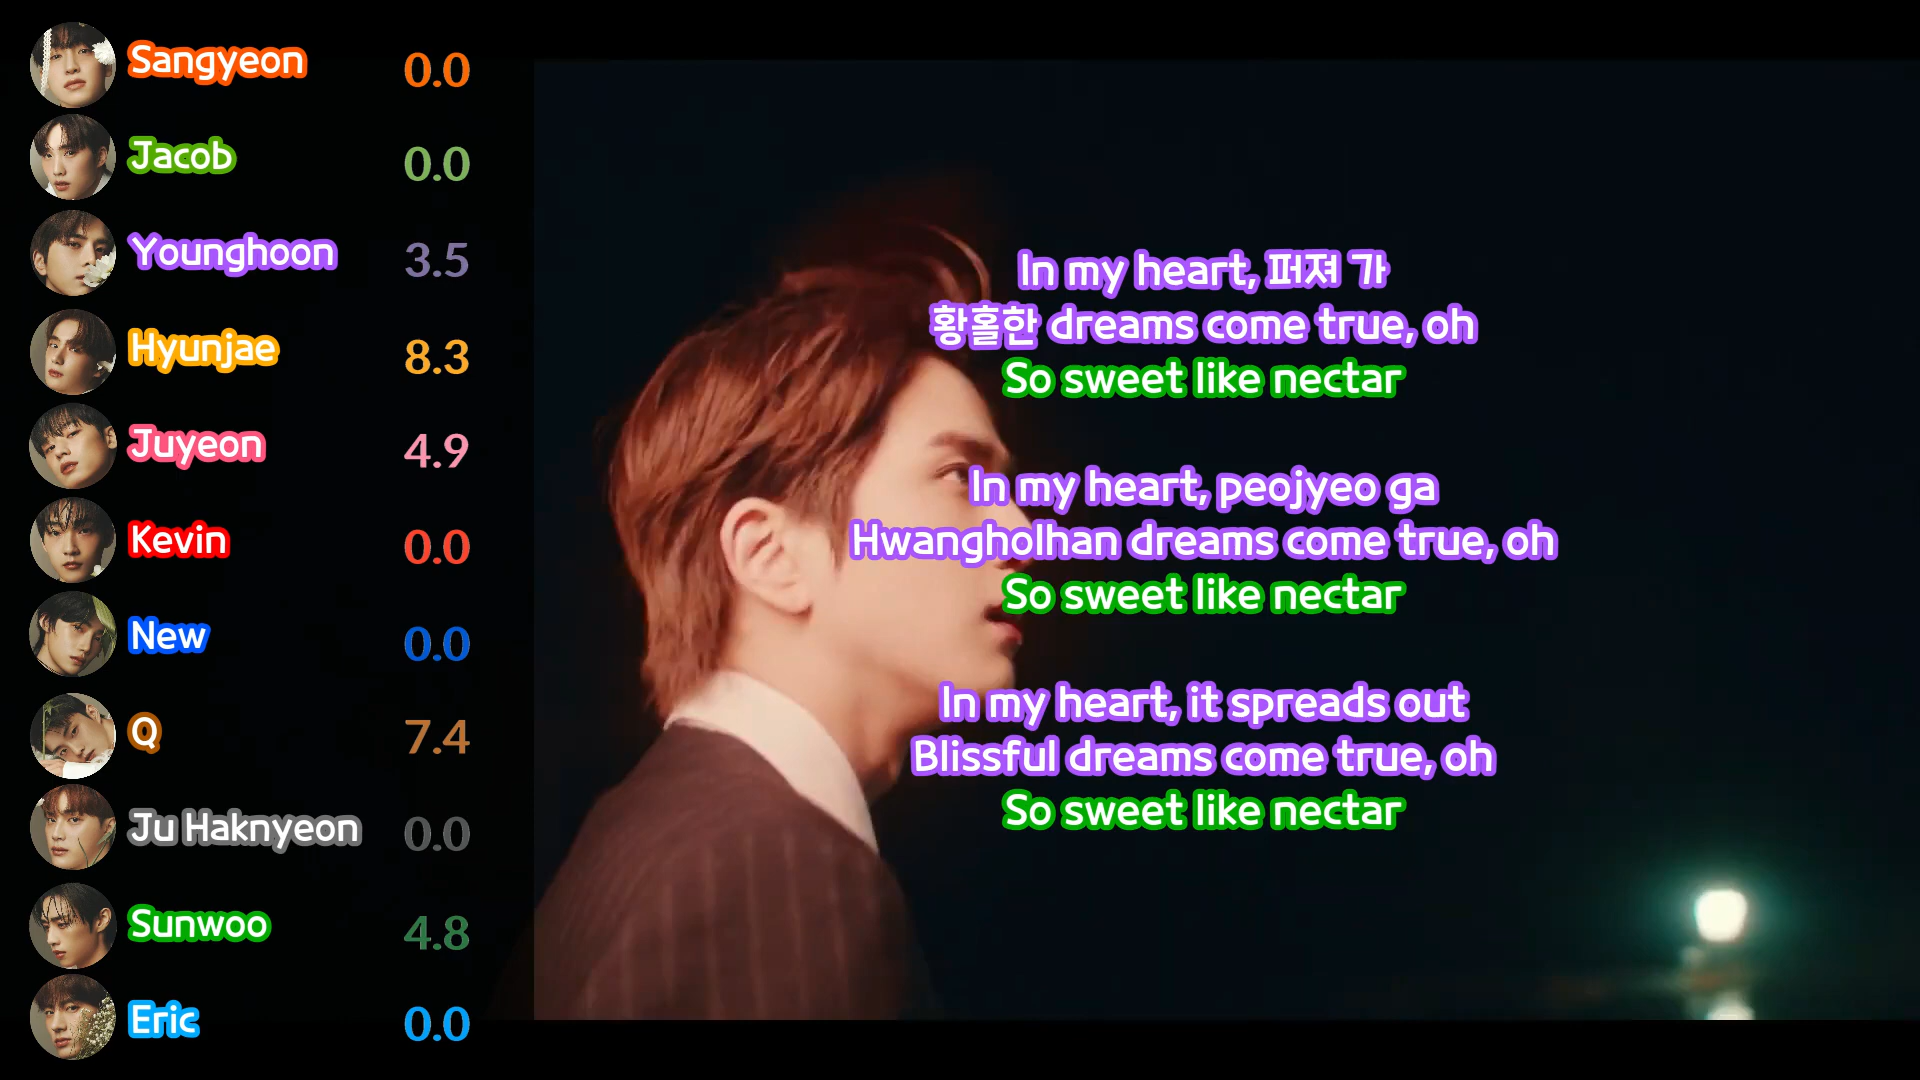 Sangyeon 0.0
Jacob 0.0
Younghoon 3.5
Hyunjae 8.3
Juyeon 4.9
Kevin 0.0
New 0.0
Q 7.4
Ju Haknyeon 0.0
Sunwoo 4.8
Eric 0.0
In my heart, 퍼져 가
황홀한 dreams come true, oh
So sweet like nectar
In my heart, peojyeo ga
Hwangholhan dreams come true, oh
So sweet like nectar
In my heart, it spreads out
Blissful dreams come true, oh
So sweet like nectar